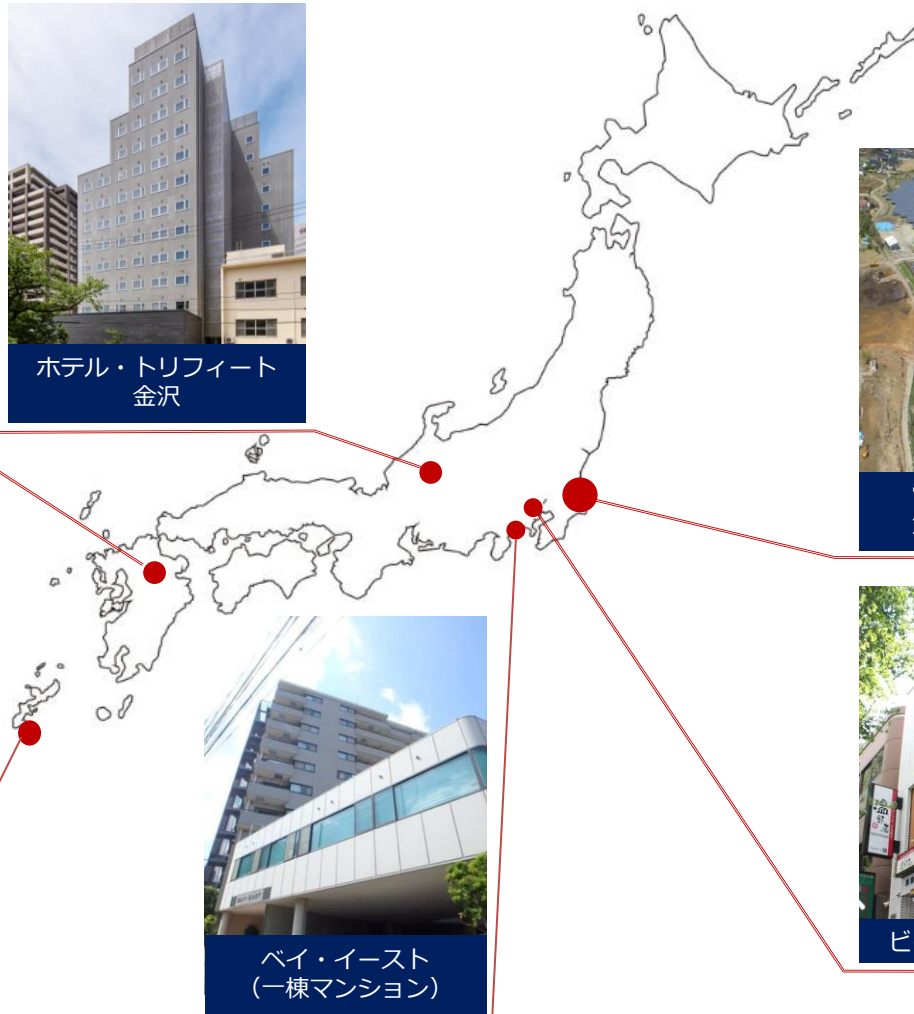 ホテル・トリフィート
金沢
ベイ・イースト
（一棟マンション）
ビ